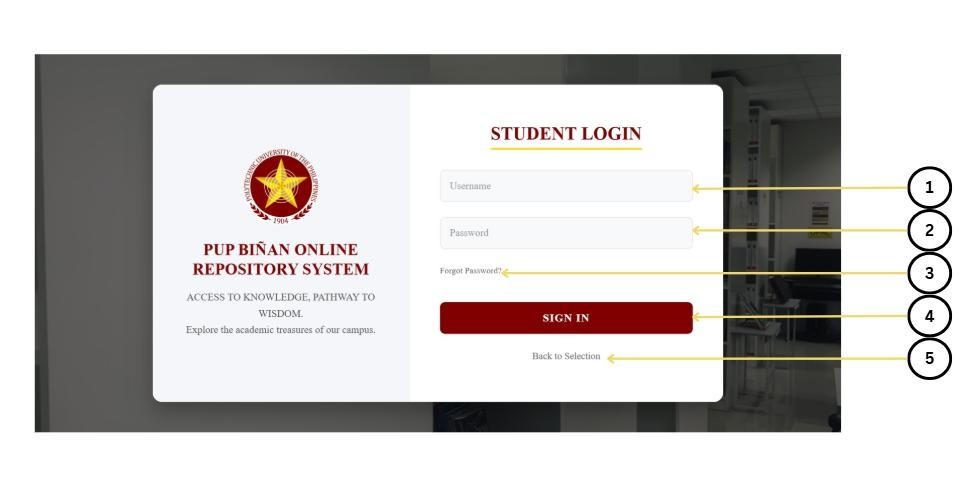 POLYTECHNIC UNIVERSITY OF THE PHILIPPINES
1904
PUP BIÑAN ONLINE
REPOSITORY SYSTEM
ACCESS TO KNOWLEDGE, PATHWAY TO
WISDOM.
Explore the academic treasures of our campus.
STUDENT LOGIN
Username
Password
Forgot Password?
SIGN IN
Back to Selection
1
2
3
4
5